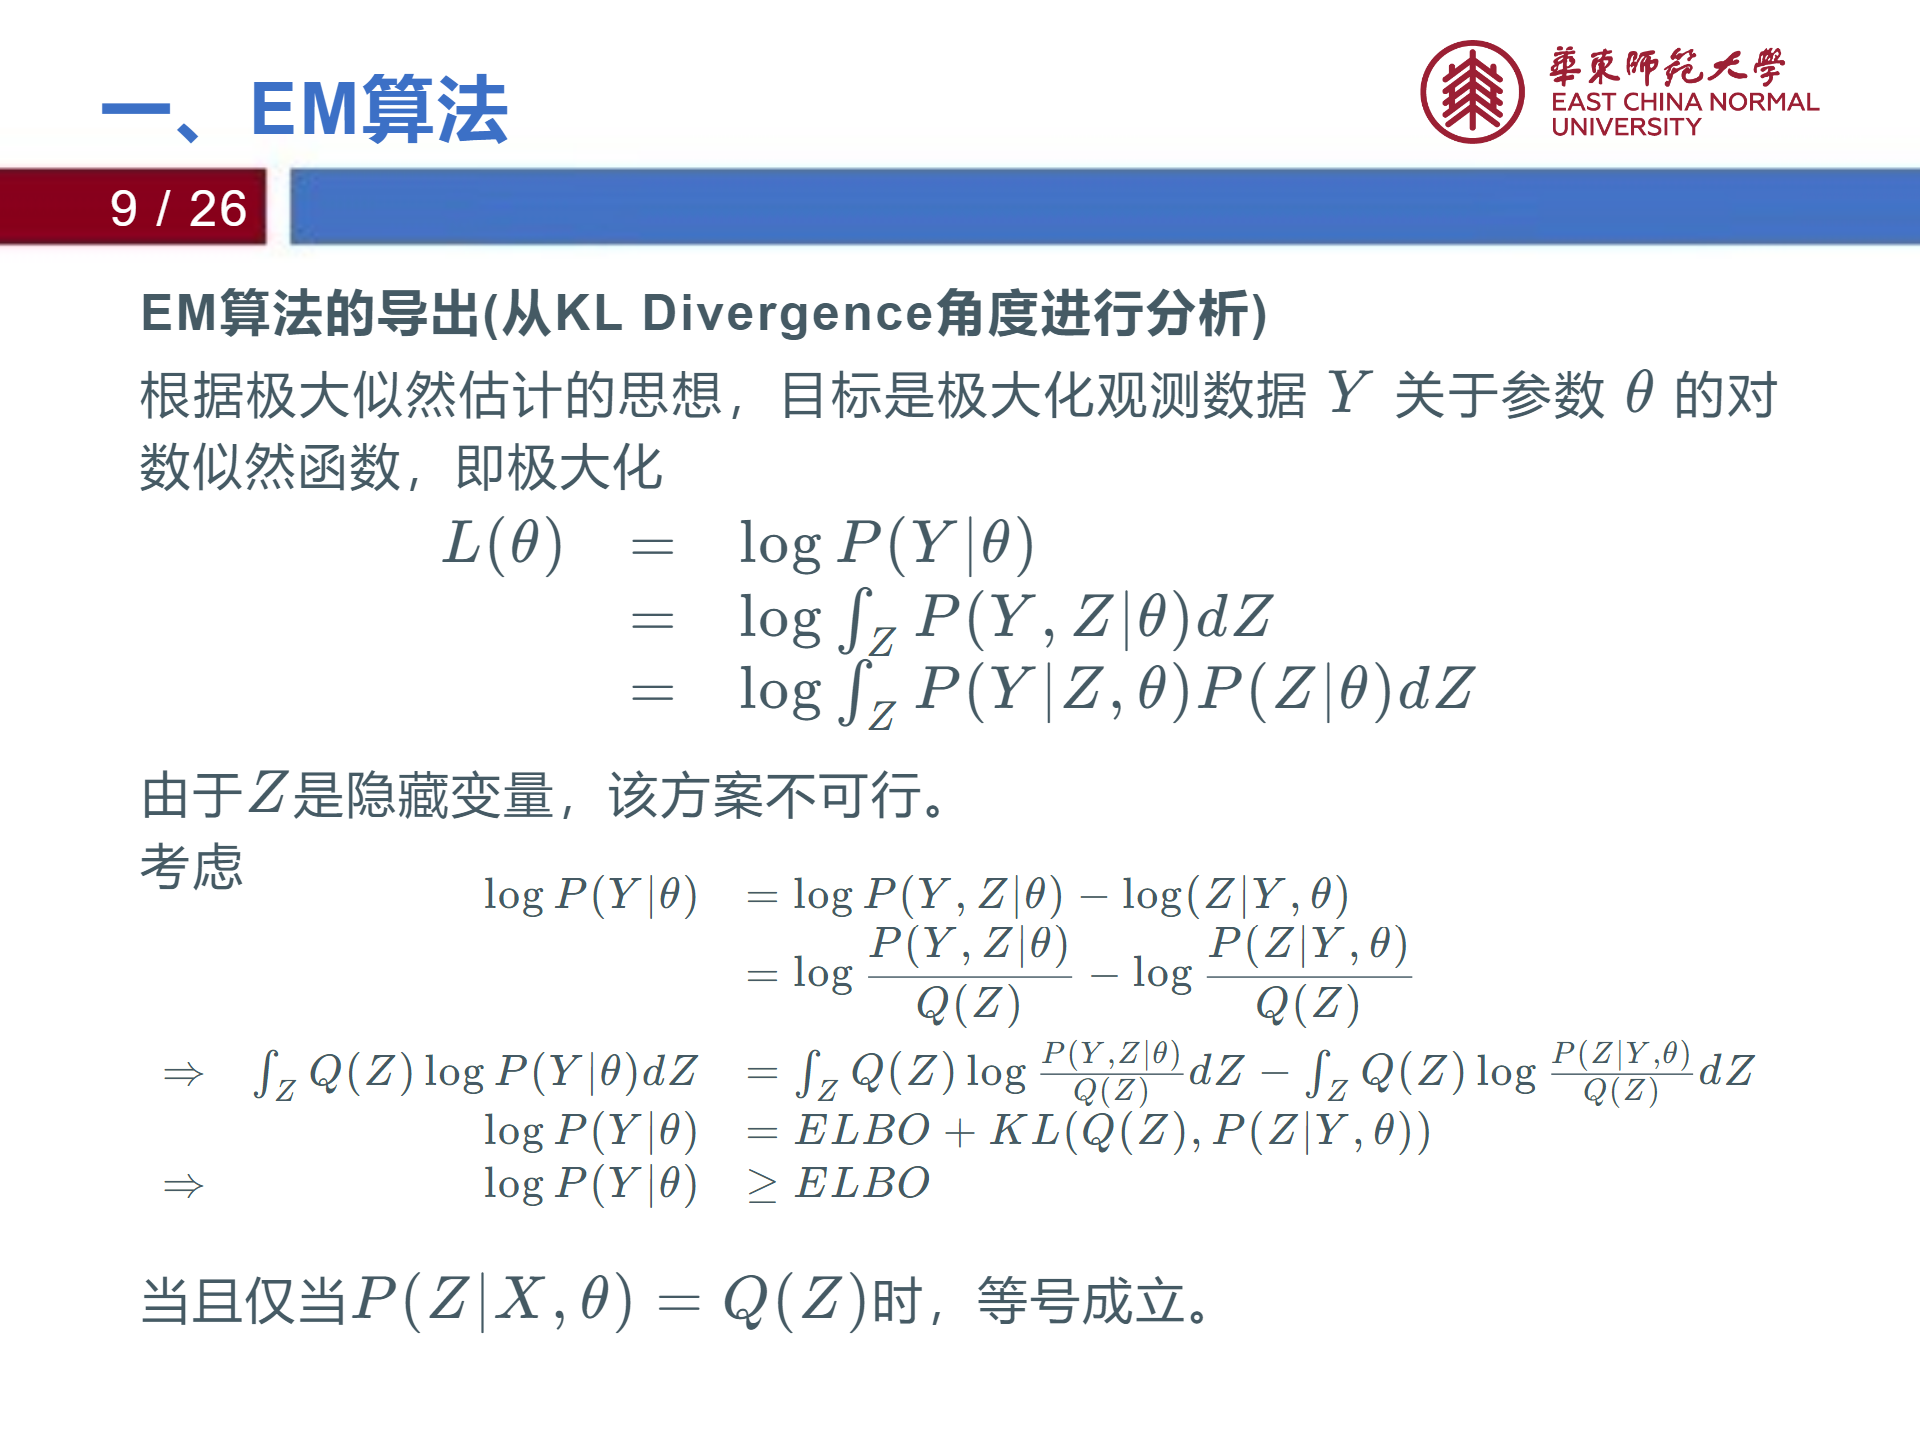 一、EM算法
華東師範大學
EAST CHINA NORMAL
UNIVERSITY
9 / 26
EM算法的导出(从KL Divergence角度进行分析)
根据极大似然估计的思想，目标是极大化观测数据 Y 关于参数 θ 的对
数似然函数，即极大化
L(θ) = log P(Y|θ)
= log ∫_Z P(Y, Z|θ)dZ
= log ∫_Z P(Y|Z, θ)P(Z|θ)dZ
由于Z是隐藏变量，该方案不可行。
考虑
log P(Y|θ) = log P(Y, Z|θ) − log(Z|Y, θ)
= log \frac{P(Y, Z|θ)}{Q(Z)} − log \frac{P(Z|Y, θ)}{Q(Z)}
⇒ ∫_Z Q(Z) log P(Y|θ)dZ = ∫_Z Q(Z) log \frac{P(Y,Z|θ)}{Q(Z)} dZ − ∫_Z Q(Z) log \frac{P(Z|Y,θ)}{Q(Z)} dZ
log P(Y|θ) = ELBO + KL(Q(Z), P(Z|Y, θ))
⇒ log P(Y|θ) ≥ ELBO
当且仅当P(Z|X, θ) = Q(Z)时，等号成立。